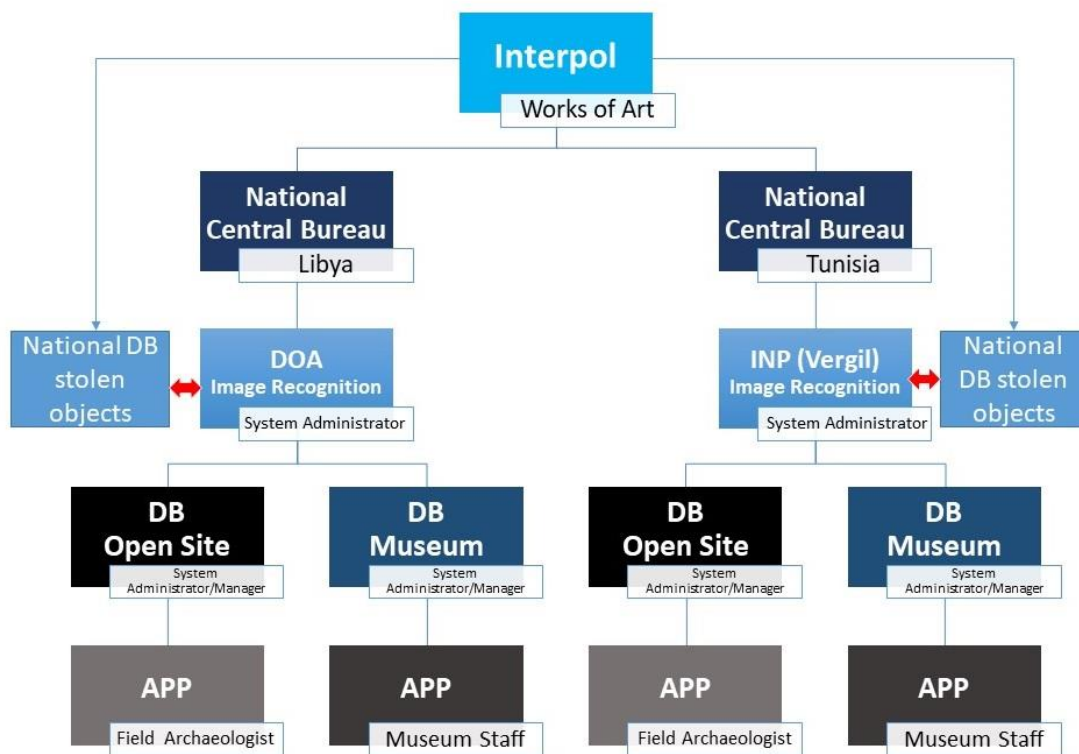 Interpol
Works of Art
National
Central Bureau
Libya
National
Central Bureau
Tunisia
National DB
stolen
objects
DOA
Image Recognition
System Administrator
INP (Vergil)
Image Recognition
System Administrator
National
DB stolen
objects
DB
Open Site
System
Administrator/Manager
DB
Museum
System
Administrator/Manager
DB
Open Site
System
Administrator/Manager
DB
Museum
System
Administrator/Manager
APP
Field Archaeologist
APP
Museum Staff
APP
Field Archaeologist
APP
Museum Staff